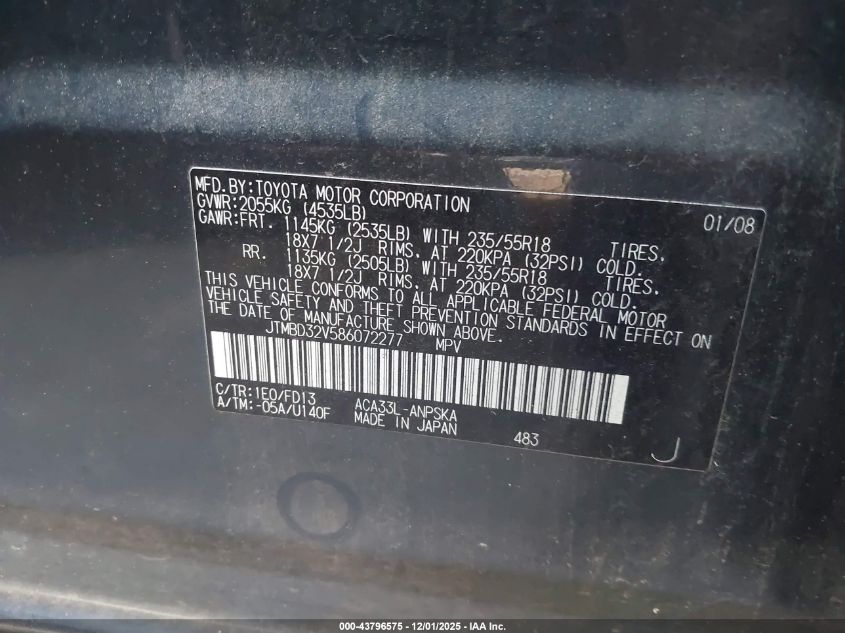 MFD.BY:TOYOTA MOTOR CORPORATION 01/08
GVWR:2055KG (4535LB)
GAWR:FRT. 1145KG (2535LB) WITH 235/55R18 TIRES.
18X7 1/2J RIMS. AT 220KPA (32PSI) COLD.
RR. 1135KG (2505LB) WITH 235/55R18 TIRES.
18X7 1/2J RIMS. AT 220KPA (32PSI) COLD.
THIS VEHICLE CONFORMS TO ALL APPLICABLE FEDERAL MOTOR
VEHICLE SAFETY AND THEFT PREVENTION STANDARDS IN EFFECT ON
THE DATE OF MANUFACTURE SHOWN ABOVE.
JTMBD32V586072277 MPV
C/TR:1E0/FD13 ACA33L-ANPSKA
A/TM:-05A/U140F MADE IN JAPAN 483
J
000-43796575 - 12/01/2025 - IAA Inc.